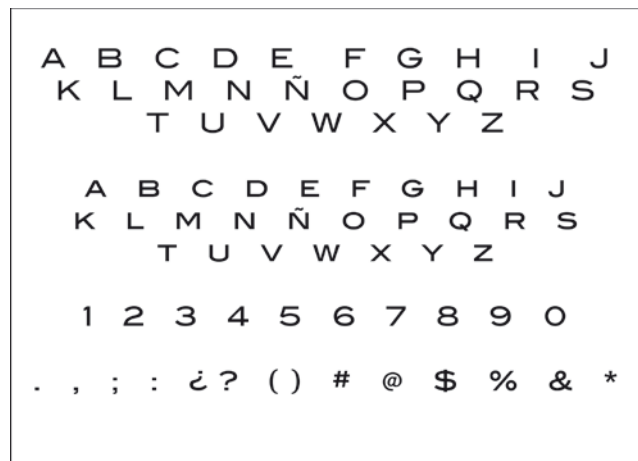 A B C D E F G H I J
K L M N Ñ O P Q R S
T U V W X Y Z
A B C D E F G H I J
K L M N Ñ O P Q R S
T U V W X Y Z
1 2 3 4 5 6 7 8 9 0
. , ; : ¿ ? ( ) # @ $ % & *